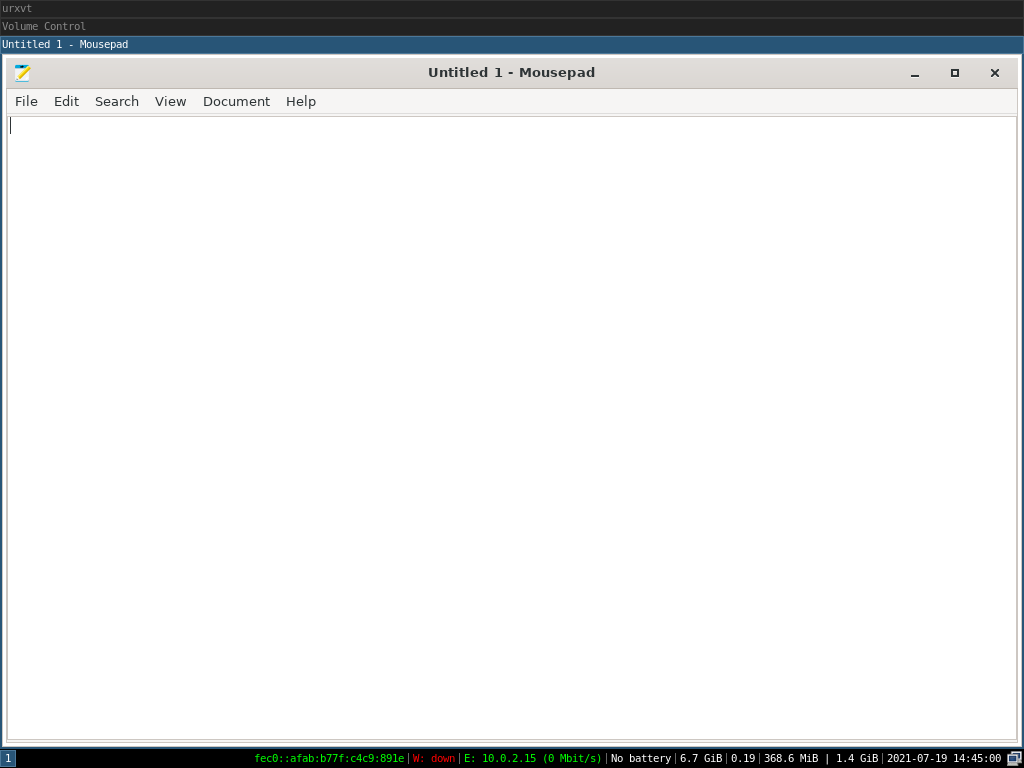 urxvt
Volume Control
Untitled 1 - Mousepad
Untitled 1 - Mousepad
File Edit Search View Document Help
1 fec0::afab:b77f:c4c9:891e|W: down|E: 10.0.2.15 (0 Mbit/s)|No battery|6.7 GiB|0.19|368.6 MiB | 1.4 GiB|2021-07-19 14:45:00